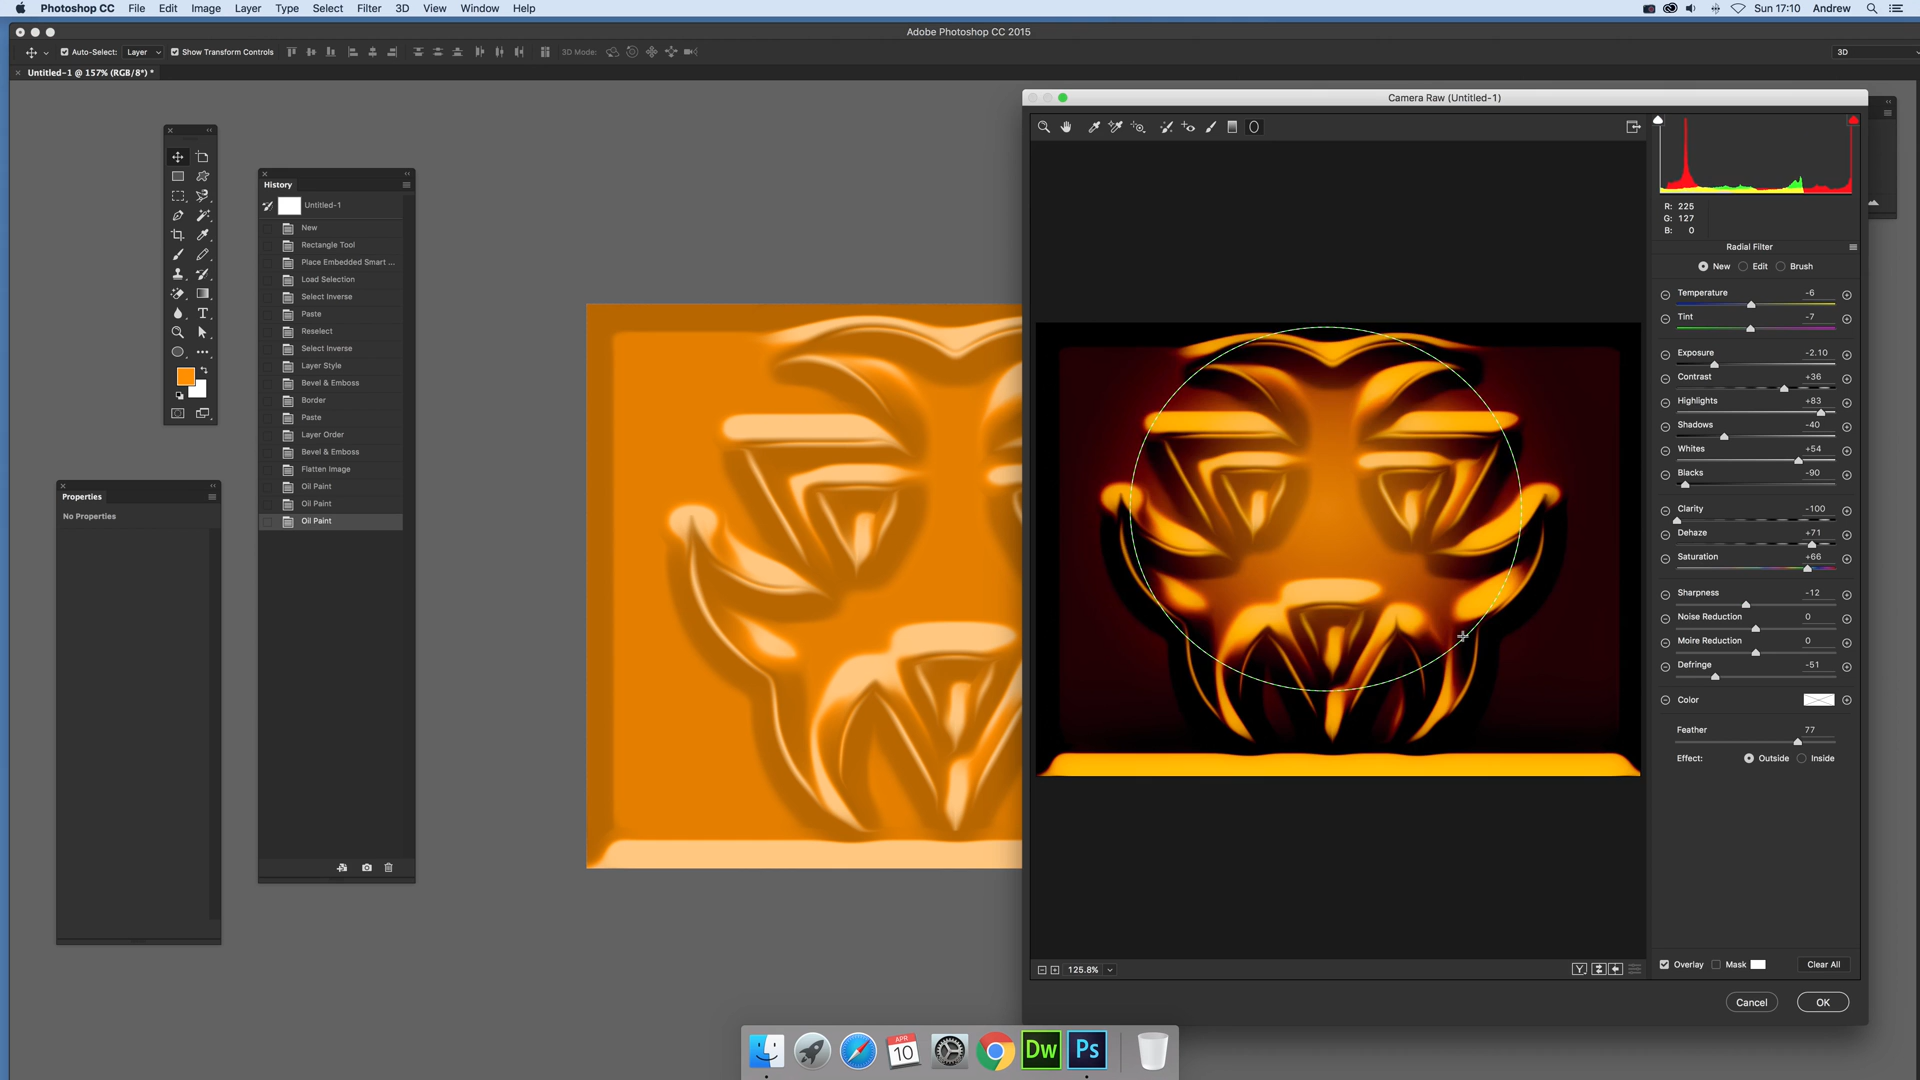 Photoshop CC File Edit Image Layer Type Select Filter 3D View Window Help Sun 17:10 Andrew
Adobe Photoshop CC 2015
Auto-Select: Layer Show Transform Controls 3D Mode: 3D
Untitled-1 @ 157% (RGB/8*) *
Camera Raw (Untitled-1)
History
Untitled-1
New
Rectangle Tool
Place Embedded Smart ...
Load Selection
Select Inverse
Paste
Reselect
Select Inverse
Layer Style
Bevel & Emboss
Border
Paste
Layer Order
Bevel & Emboss
Flatten Image
Oil Paint
Oil Paint
Oil Paint
Properties
No Properties
R: 225
G: 127
B: 0
Radial Filter
New Edit Brush
Temperature -6
Tint -7
Exposure -2.10
Contrast +36
Highlights +83
Shadows -40
Whites +54
Blacks -90
Clarity -100
Dehaze +71
Saturation +66
Sharpness -12
Noise Reduction 0
Moire Reduction 0
Defringe -51
Color
Feather 77
Effect: Outside Inside
125.8% Y
Overlay Mask Clear All
Cancel OK
APR
10
Dw
Ps